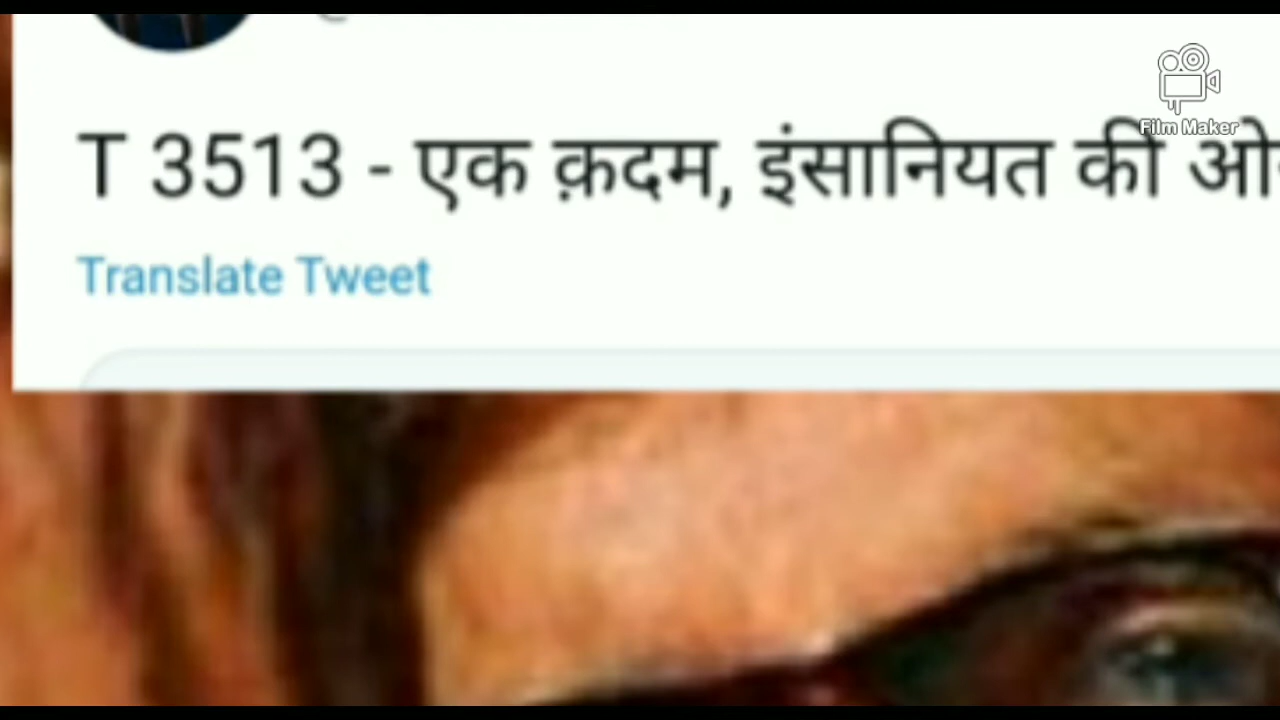 Film Maker
T 3513 - एक क़दम, इंसानियत की
Translate Tweet